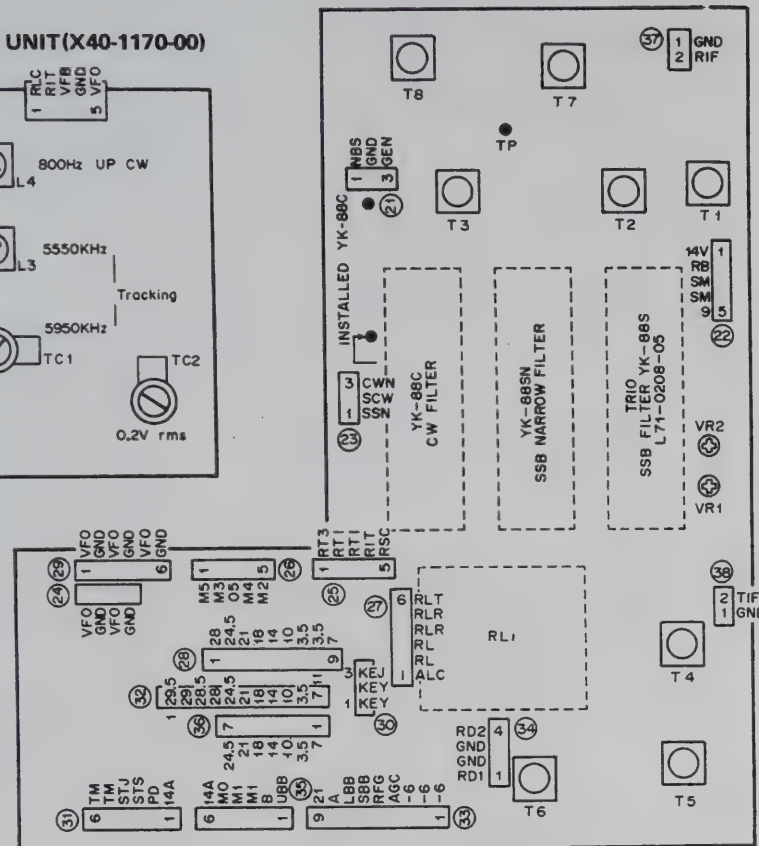 UNIT(X40-1170-00)
RLC
RIT
VFB
GND
VFO
1 5
L4
800Hz UP CW
L3
5550KHz
Tracking
5950KHz
TC1
TC2
0.2V rms
T8
T7
37
1 GND
2 RIF
TP
NBS
GND
GEN
1 3
21
T3
T2
T1
INSTALLED YK-88C
14V 1
RB
SM
SM
9 5
22
3 CWN
SCW
1 SSN
23
YK-88C
CW FILTER
YK-88SN
SSB NARROW FILTER
TRIO
SSB FILTER YK-88S
L71-0208-05
VR2
VR1
VFO
GND
VFO
GND
VFO
GND
29 1 6
24
VFO
GND
VFO
GND
1 5 26
M5
M3
05
M4
M2
RT3
RT1
RT1
RIT
RSC
1 5
25
27
6 RLT
RLR
RLR
RL
RL
1 ALC
RL1
38
2 TIF
1 GND
T4
28
24.5
21
18
14
10
3.5
3.5
7
28 1 9
32
29.5
29
28.5
28
24.5
21
18
14
10
3.5
7
1 11
36 7 1
24.5
21
18
14
10
3.5
7
3 KEJ
KEY
1 KEY
30
RD2 4
GND
GND
RD1 1
34
T6
T5
TM
TM
STJ
STS
PD
14A
31 6 1
14A
MO
M1
M1
B
UBB
6 1 35
21
A
LBB
SBB
RFG
AGC
-6
-6
-6
9 1 33